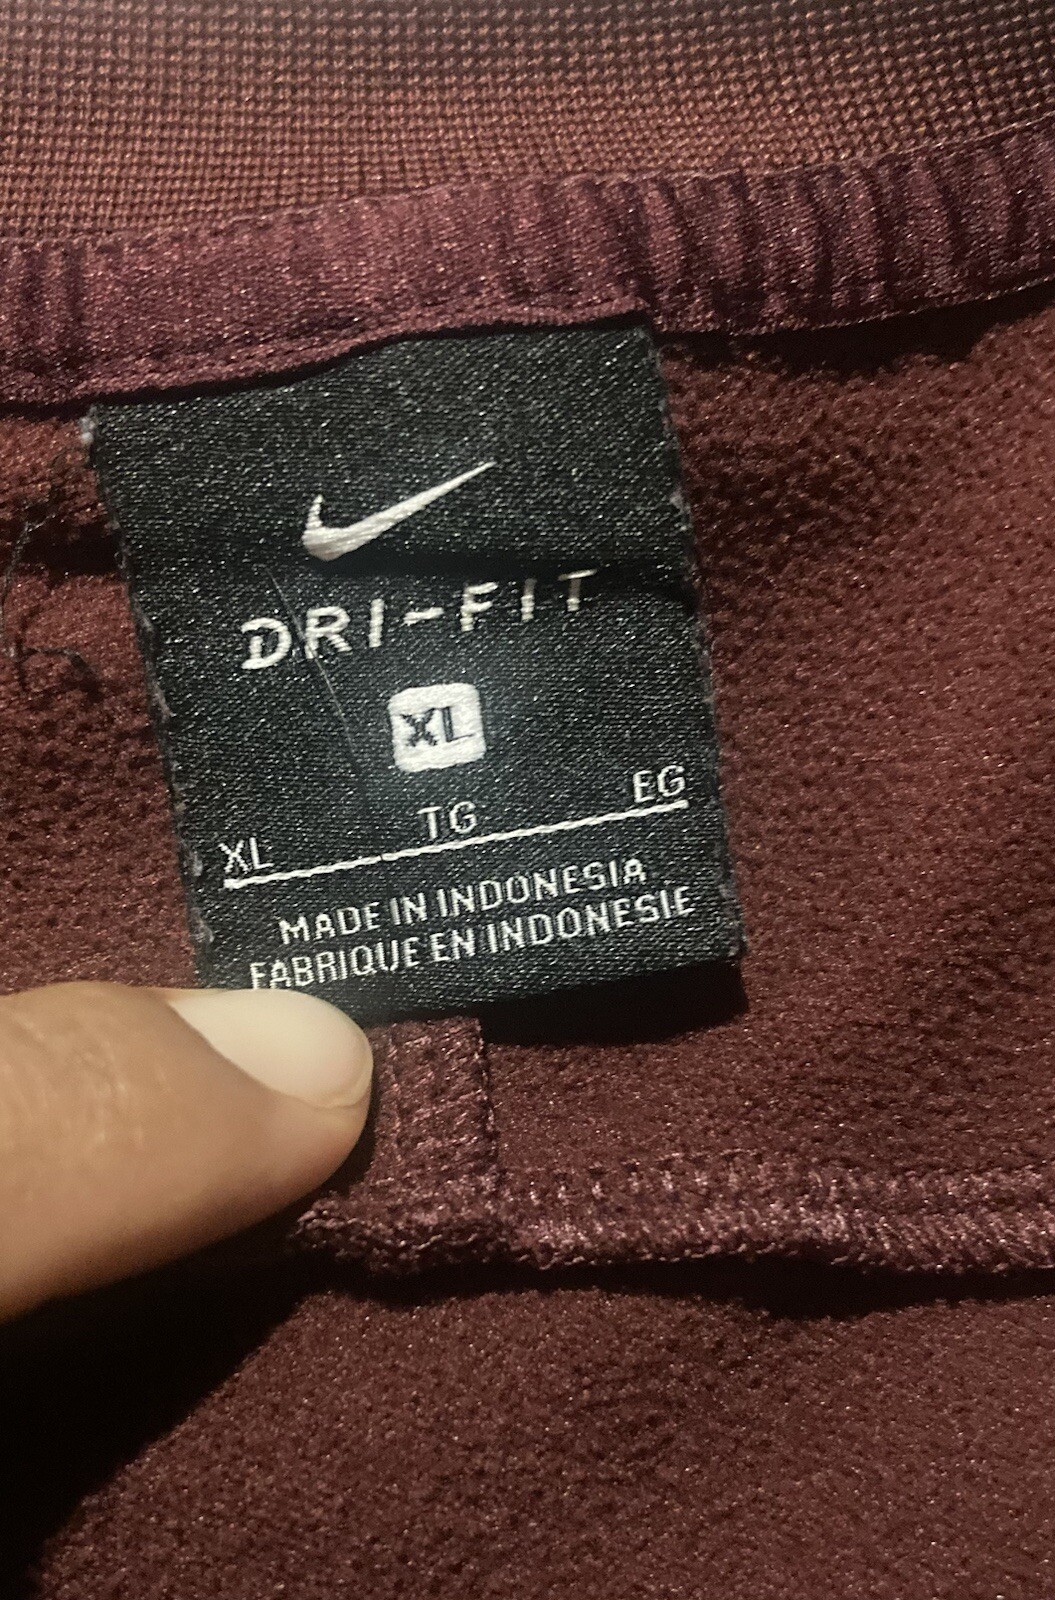 DRI-FIT
XL
XL TG EG
MADE IN INDONESIA
FABRIQUE EN INDONESIE